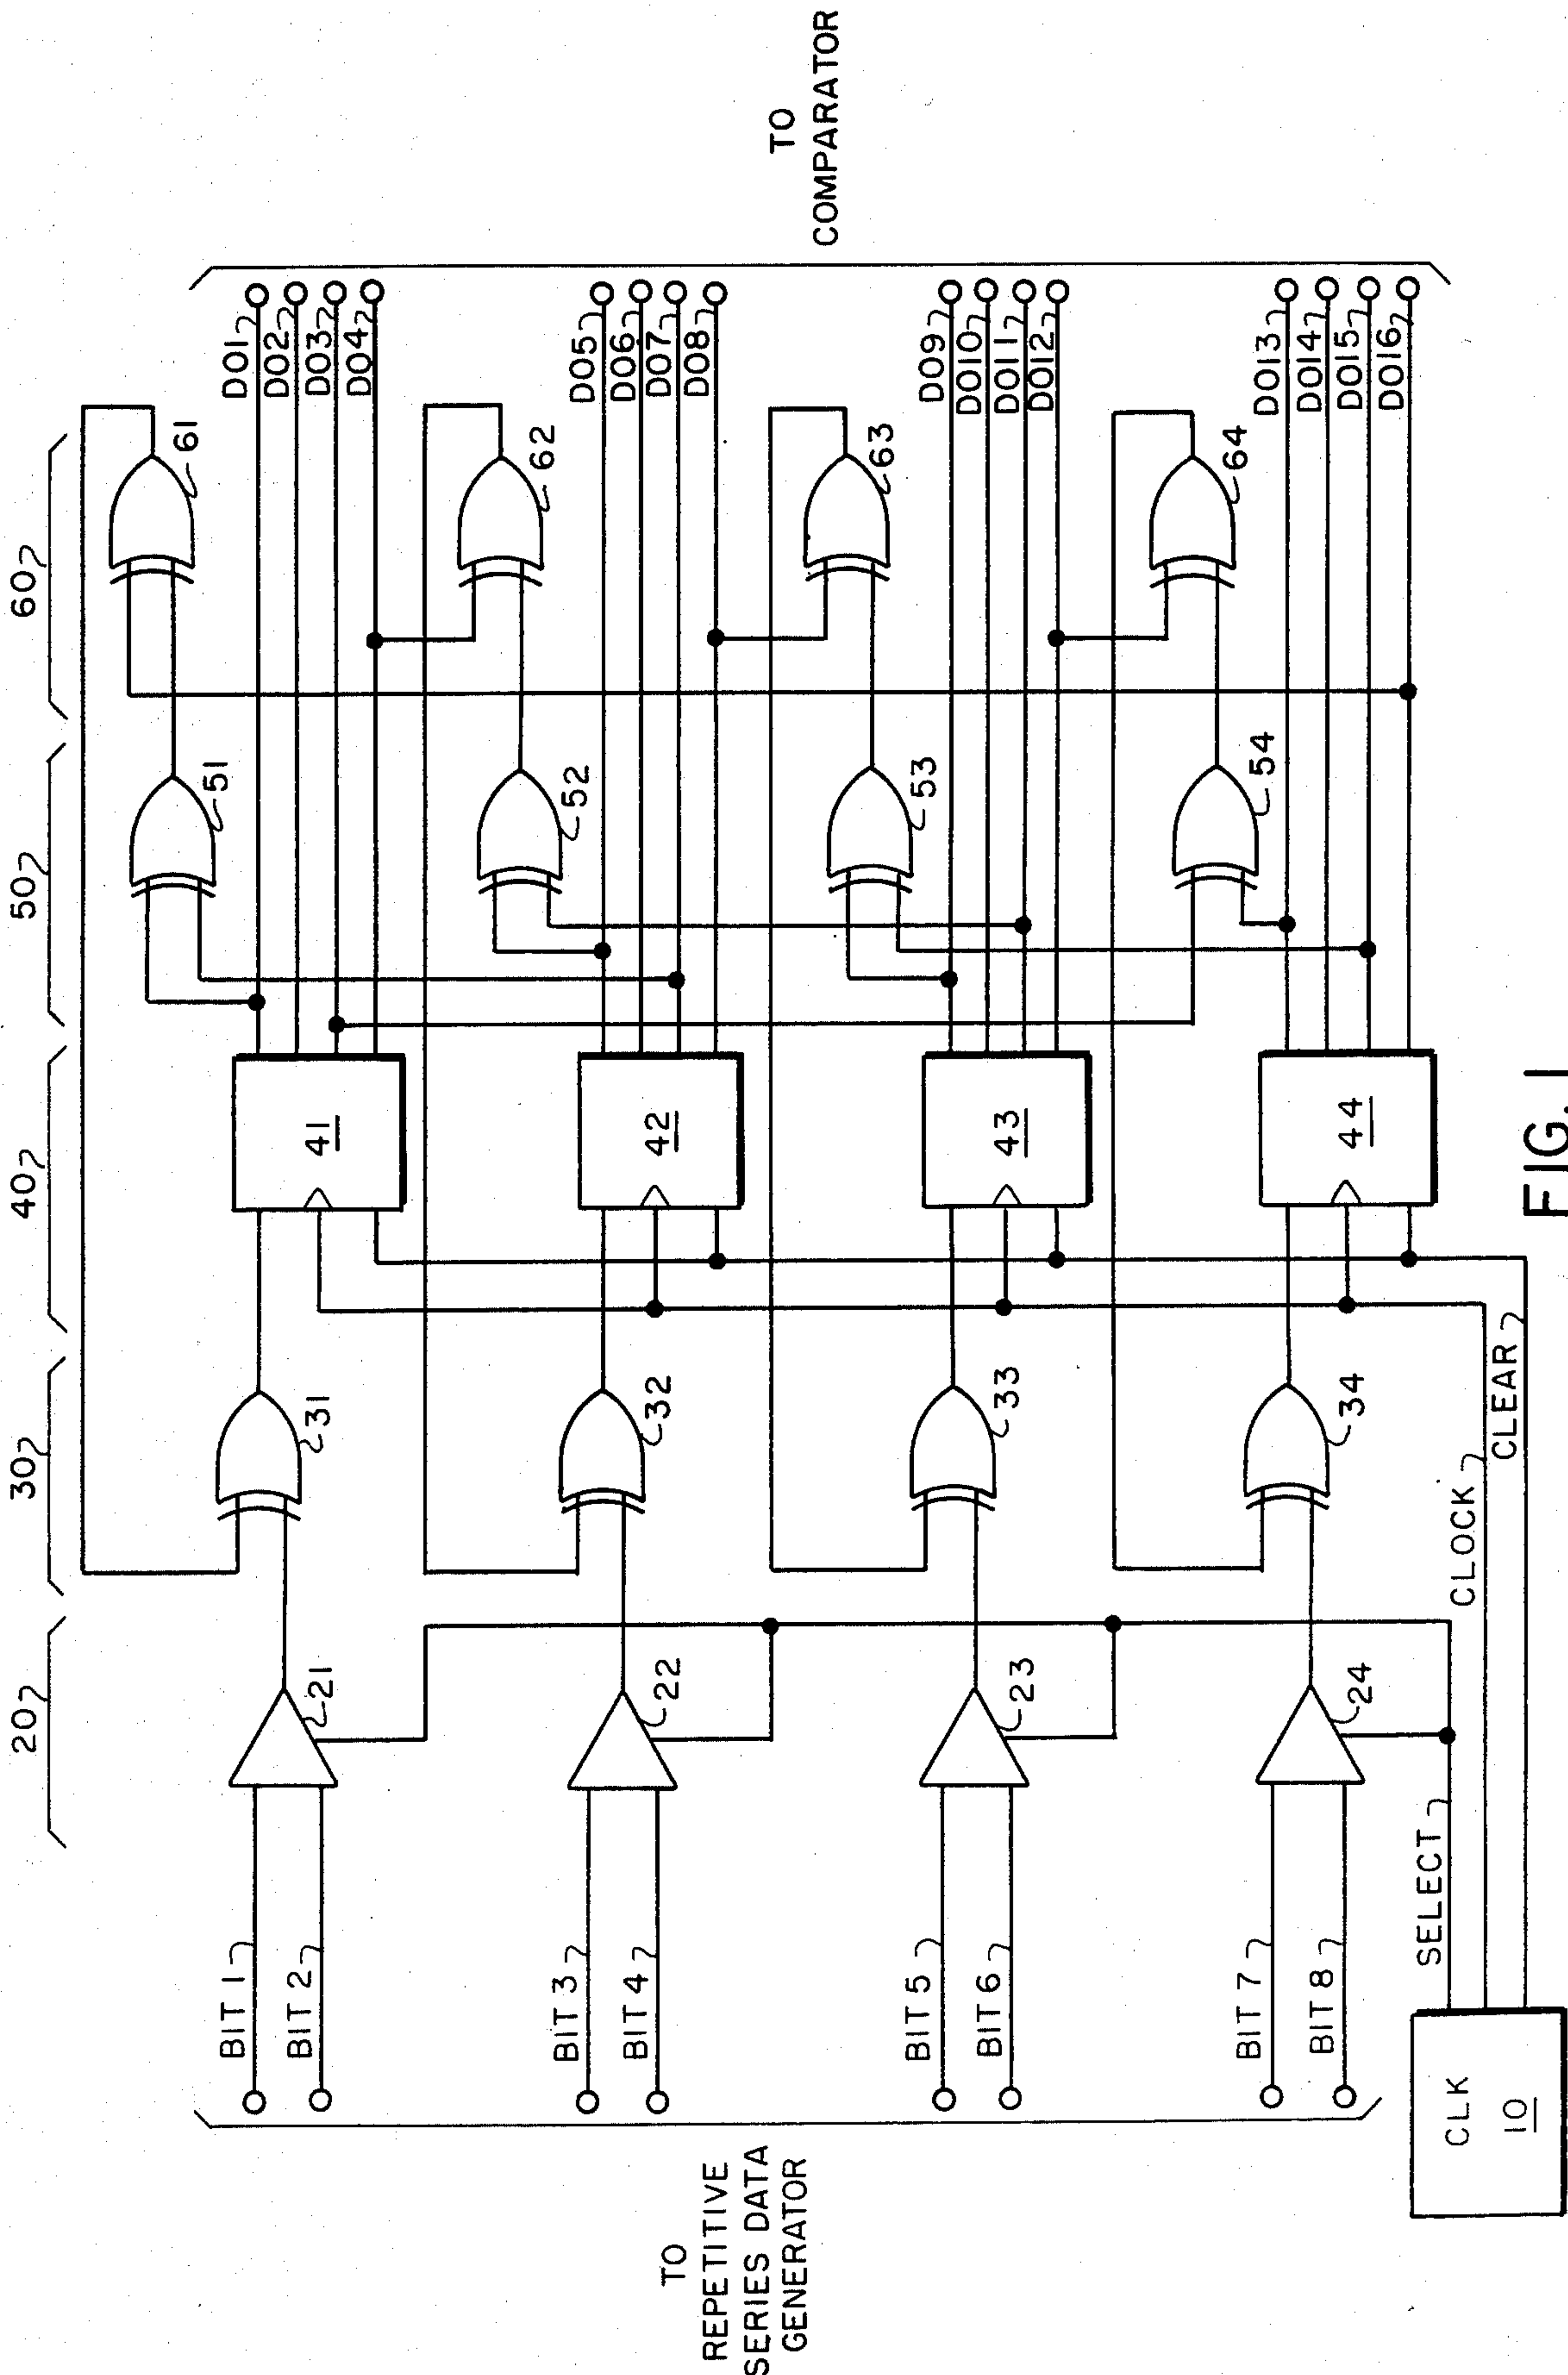 20
30
40
50
60
TO
REPETITIVE
SERIES DATA
GENERATOR
BIT 1
BIT 2
BIT 3
BIT 4
BIT 5
BIT 6
BIT 7
BIT 8
21
22
23
24
31
32
33
34
41
42
43
44
51
52
53
54
61
62
63
64
DO1
DO2
DO3
DO4
DO5
DO6
DO7
DO8
DO9
DO10
DO11
DO12
DO13
DO14
DO15
DO16
TO
COMPARATOR
CLK
10
SELECT
CLOCK
CLEAR
FIG. 1